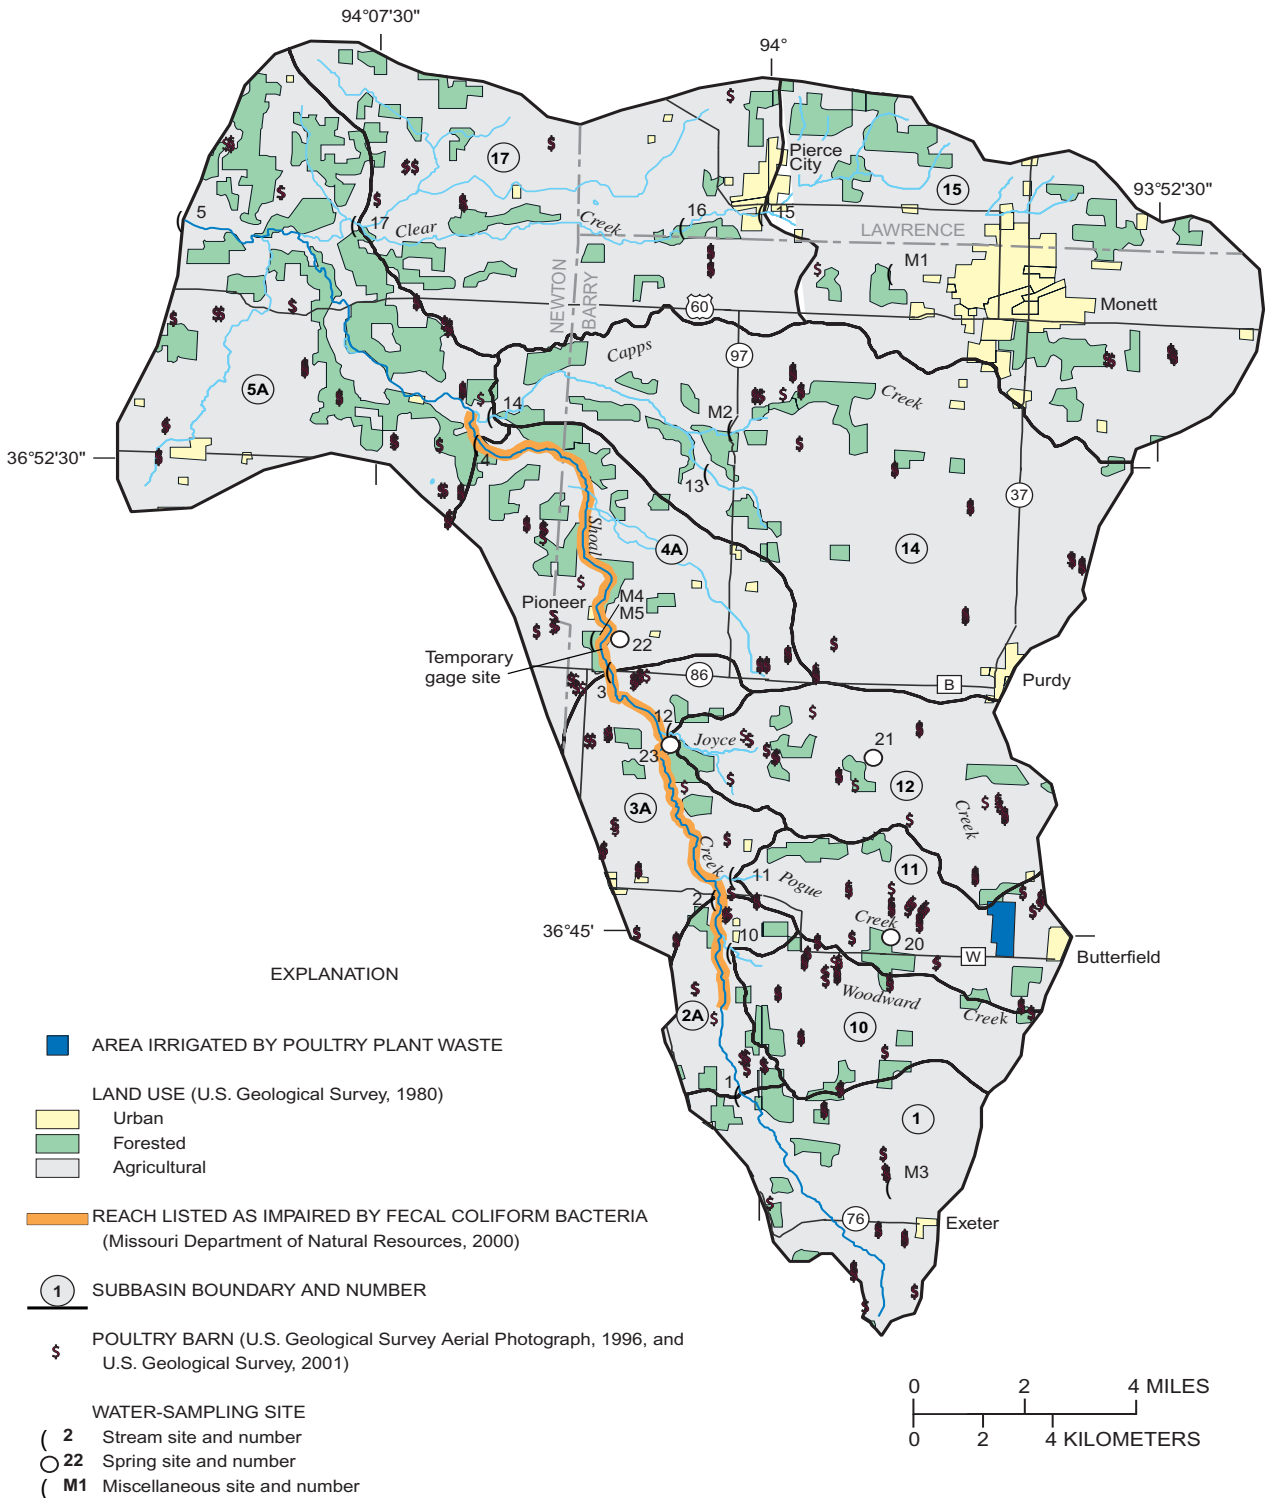 94°07'30"
94°
Pierce
City
17
15
93°52'30"
5
17
Clear
Creek
16
15
LAWRENCE
M1
NEWTON
BARRY
60
Monett
Capps
97
Creek
5A
M2
14
36°52'30"
4
13
37
Shoal
4A
14
Pioneer
M4
M5
22
Temporary
gage site
86
B
Purdy
3
12
Joyce
21
23
12
3A
Creek
Creek
11
11
Pogue
2
Creek
36°45'
10
20
W
Butterfield
Woodward
Creek
2A
10
1
1
M3
76
Exeter
EXPLANATION
AREA IRRIGATED BY POULTRY PLANT WASTE
LAND USE (U.S. Geological Survey, 1980)
Urban
Forested
Agricultural
REACH LISTED AS IMPAIRED BY FECAL COLIFORM BACTERIA
(Missouri Department of Natural Resources, 2000)
1 SUBBASIN BOUNDARY AND NUMBER
$ POULTRY BARN (U.S. Geological Survey Aerial Photograph, 1996, and
U.S. Geological Survey, 2001)
WATER-SAMPLING SITE
2 Stream site and number
22 Spring site and number
M1 Miscellaneous site and number
0 2 4 MILES
0 2 4 KILOMETERS